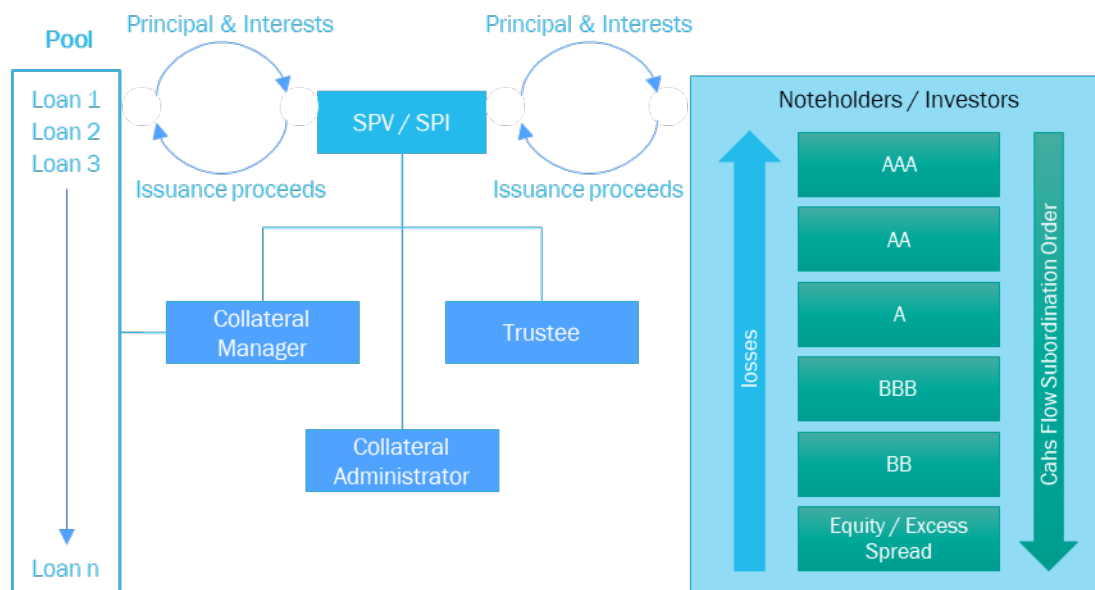 Pool
Loan 1
Loan 2
Loan 3
Loan n
Principal & Interests
Issuance proceeds
SPV / SPI
Principal & Interests
Issuance proceeds
Collateral
Manager
Trustee
Collateral
Administrator
Noteholders / Investors
losses
AAA
AA
A
BBB
BB
Equity / Excess
Spread
Cahs Flow Subordination Order